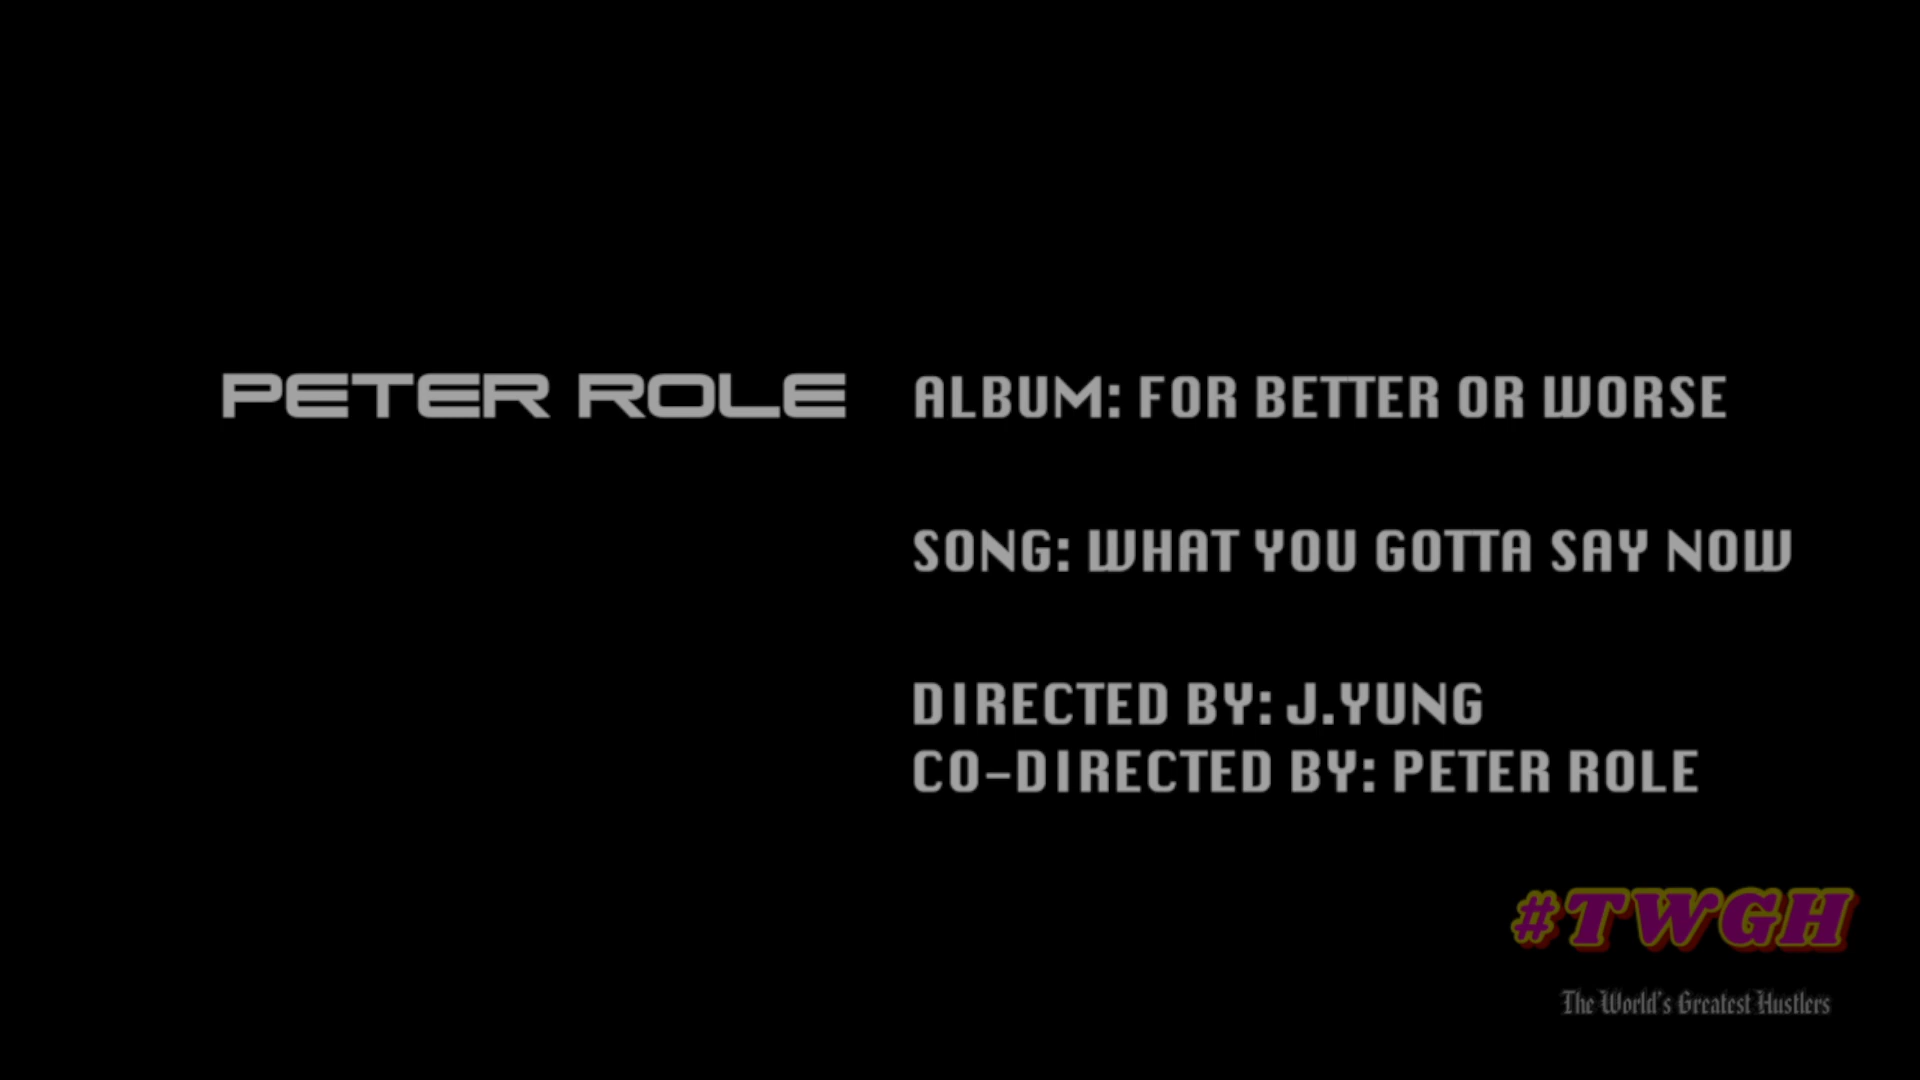 PETER ROLE
ALBUM: FOR BETTER OR WORSE
SONG: WHAT YOU GOTTA SAY NOW
DIRECTED BY: J.YUNG
CO-DIRECTED BY: PETER ROLE
#TWGH
The World's Greatest Hustlers